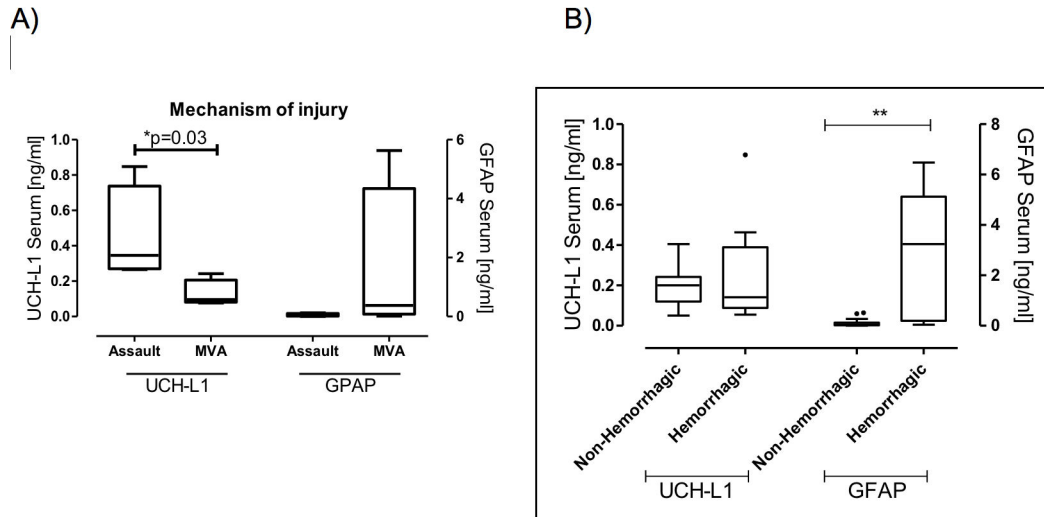 A)
Mechanism of injury
*p=0.03
UCH-L1 Serum [ng/ml]
1.0
0.8
0.6
0.4
0.2
0.0
GFAP Serum [ng/ml]
6
4
2
0
Assault MVA Assault MVA
UCH-L1 GPAP
B)
**
UCH-L1 Serum [ng/ml]
1.0
0.8
0.6
0.4
0.2
0.0
GFAP Serum [ng/ml]
8
6
4
2
0
Non-Hemorrhagic
Hemorrhagic
Non-Hemorrhagic
Hemorrhagic
UCH-L1 GFAP